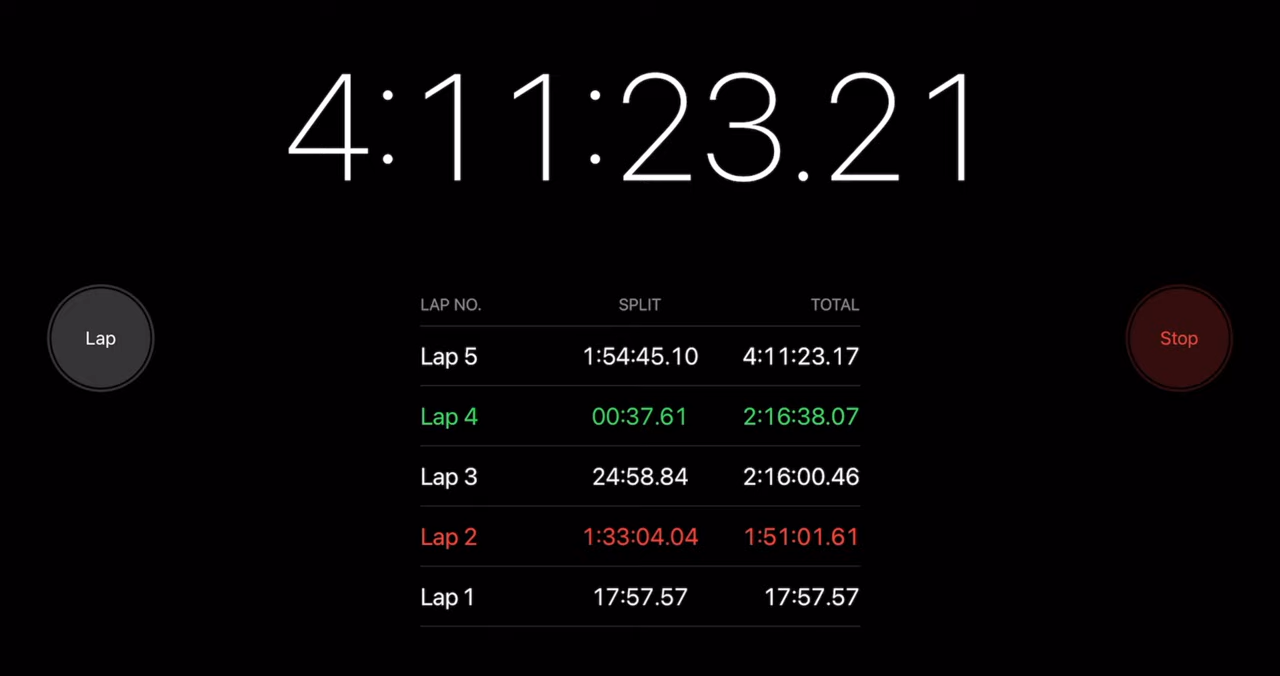 4:11:23.21
LAP NO. SPLIT TOTAL
Lap Lap 5 1:54:45.10 4:11:23.17 Stop
Lap 4 00:37.61 2:16:38.07
Lap 3 24:58.84 2:16:00.46
Lap 2 1:33:04.04 1:51:01.61
Lap 1 17:57.57 17:57.57